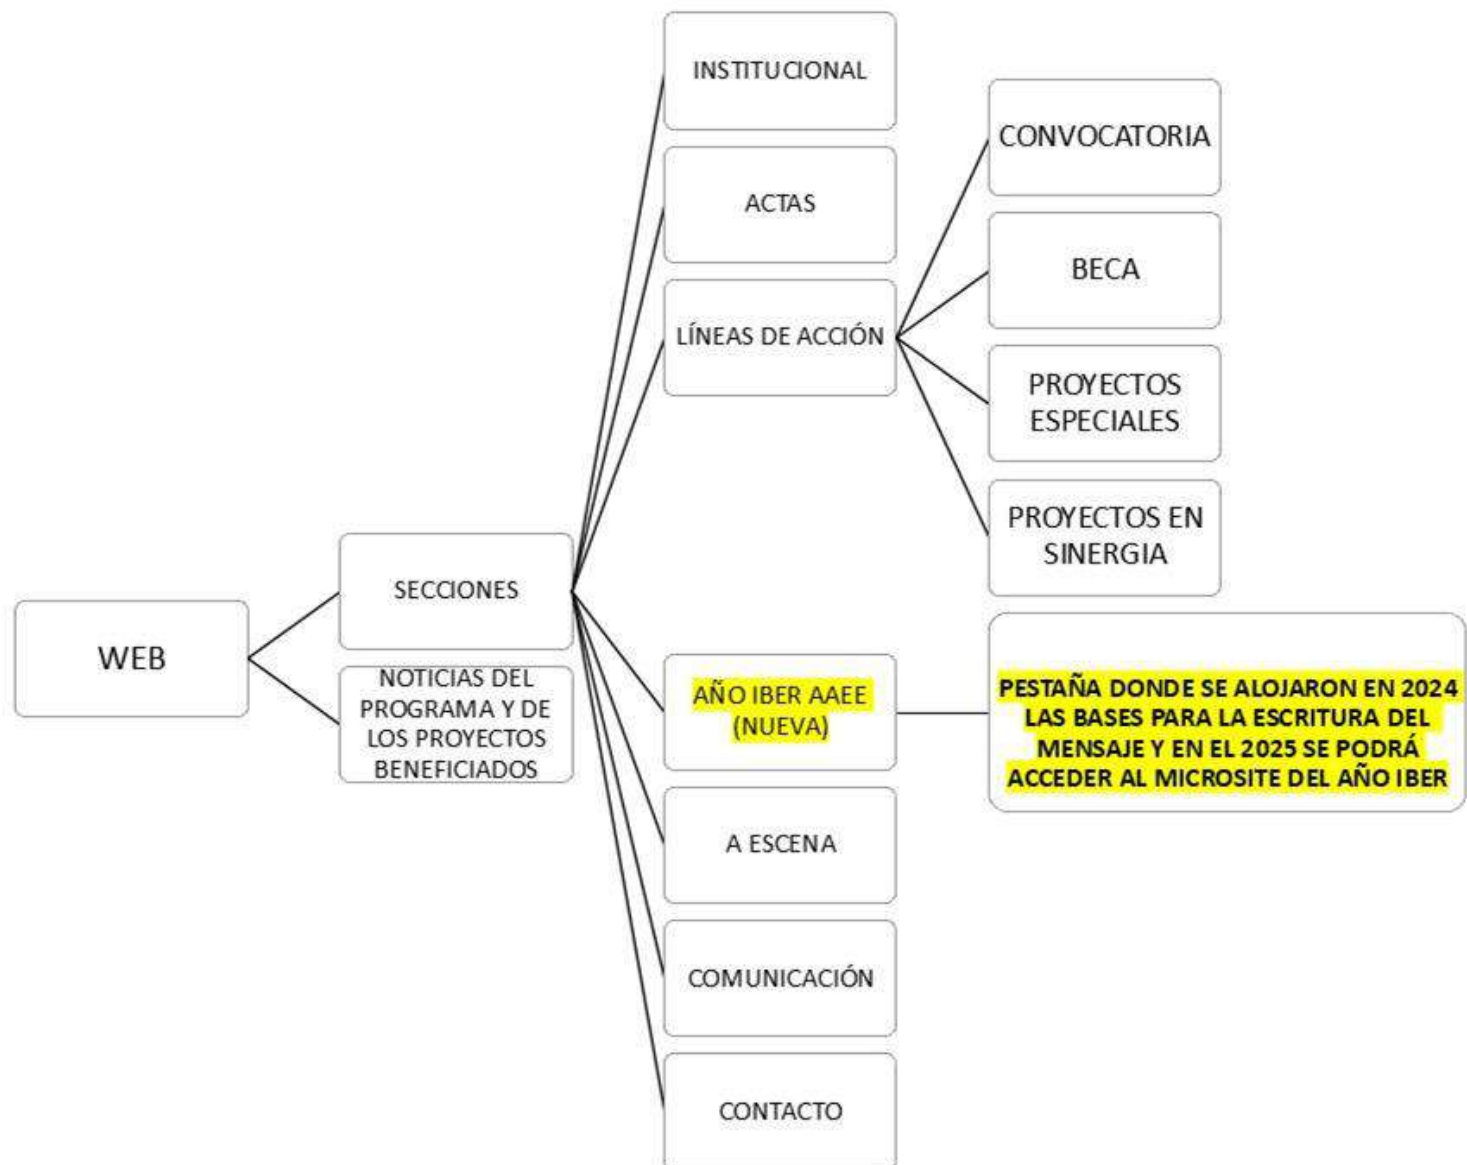 WEB
SECCIONES
NOTICIAS DEL
PROGRAMA Y DE
LOS PROYECTOS
BENEFICIADOS
INSTITUCIONAL
ACTAS
LÍNEAS DE ACCIÓN
CONVOCATORIA
BECA
PROYECTOS
ESPECIALES
PROYECTOS EN
SINERGIA
AÑO IBER AAEE
(NUEVA)
PESTAÑA DONDE SE ALOJARON EN 2024
LAS BASES PARA LA ESCRITURA DEL
MENSAJE Y EN EL 2025 SE PODRÁ
ACCEDER AL MICROSITE DEL AÑO IBER
A ESCENA
COMUNICACIÓN
CONTACTO